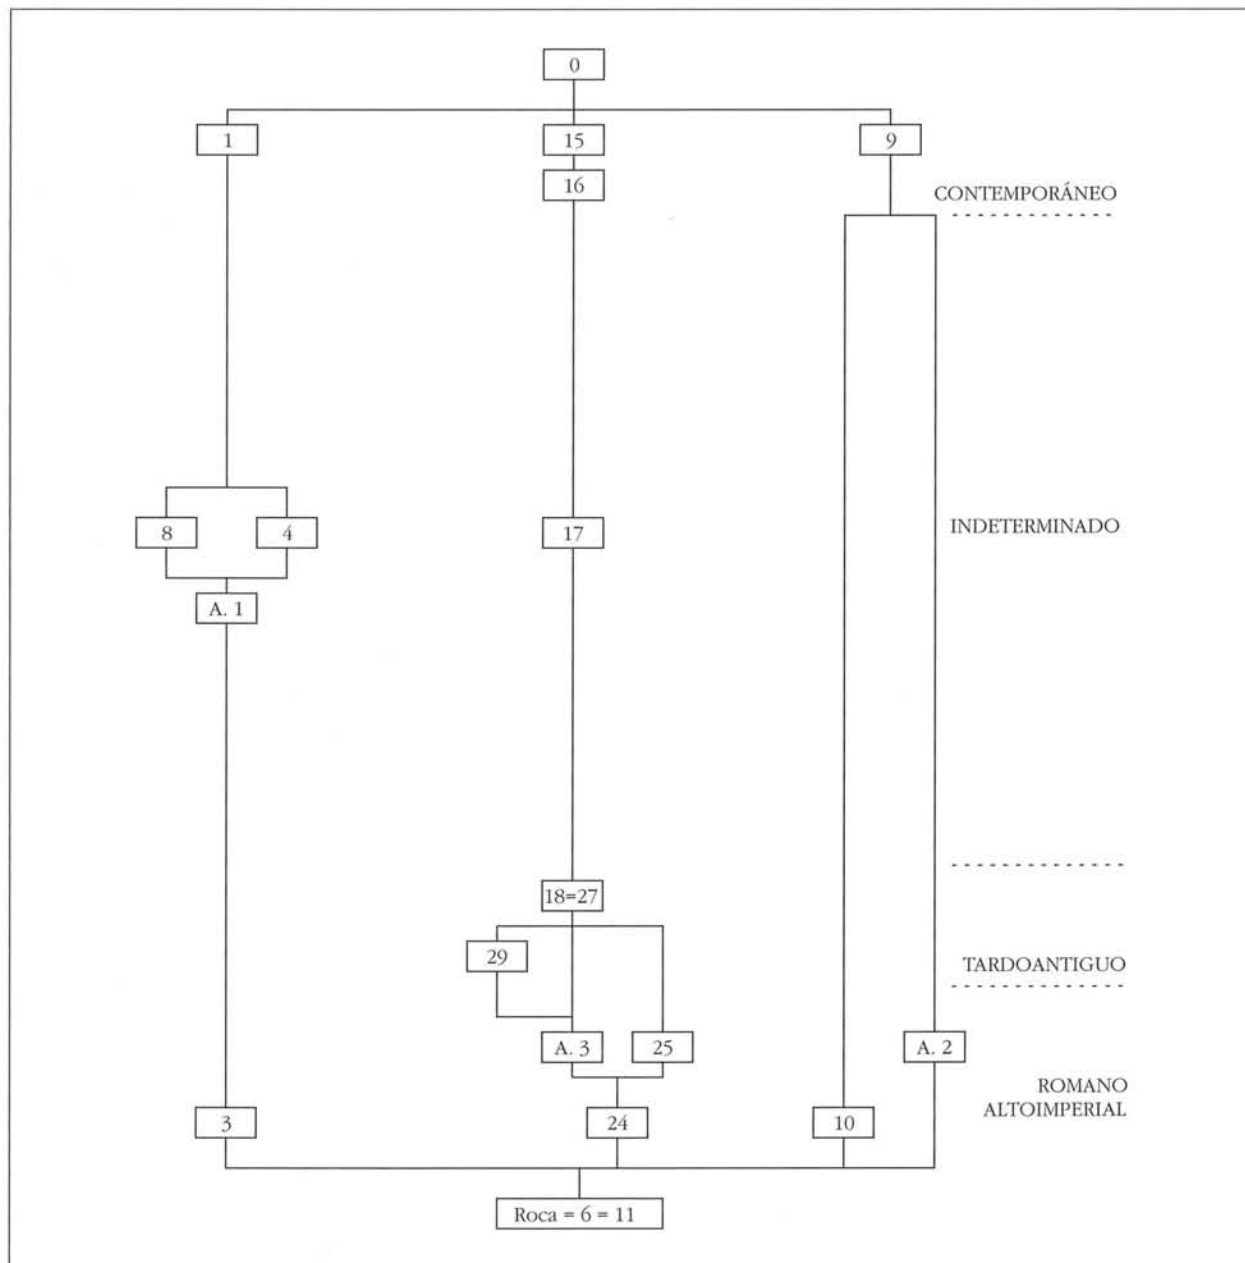 0
1
15
9
16
CONTEMPORÁNEO
8
4
17
INDETERMINADO
A. 1
18=27
29
TARDOANTIGUO
A. 3
25
A. 2
ROMANO
ALTOIMPERIAL
3
24
10
Roca = 6 = 11